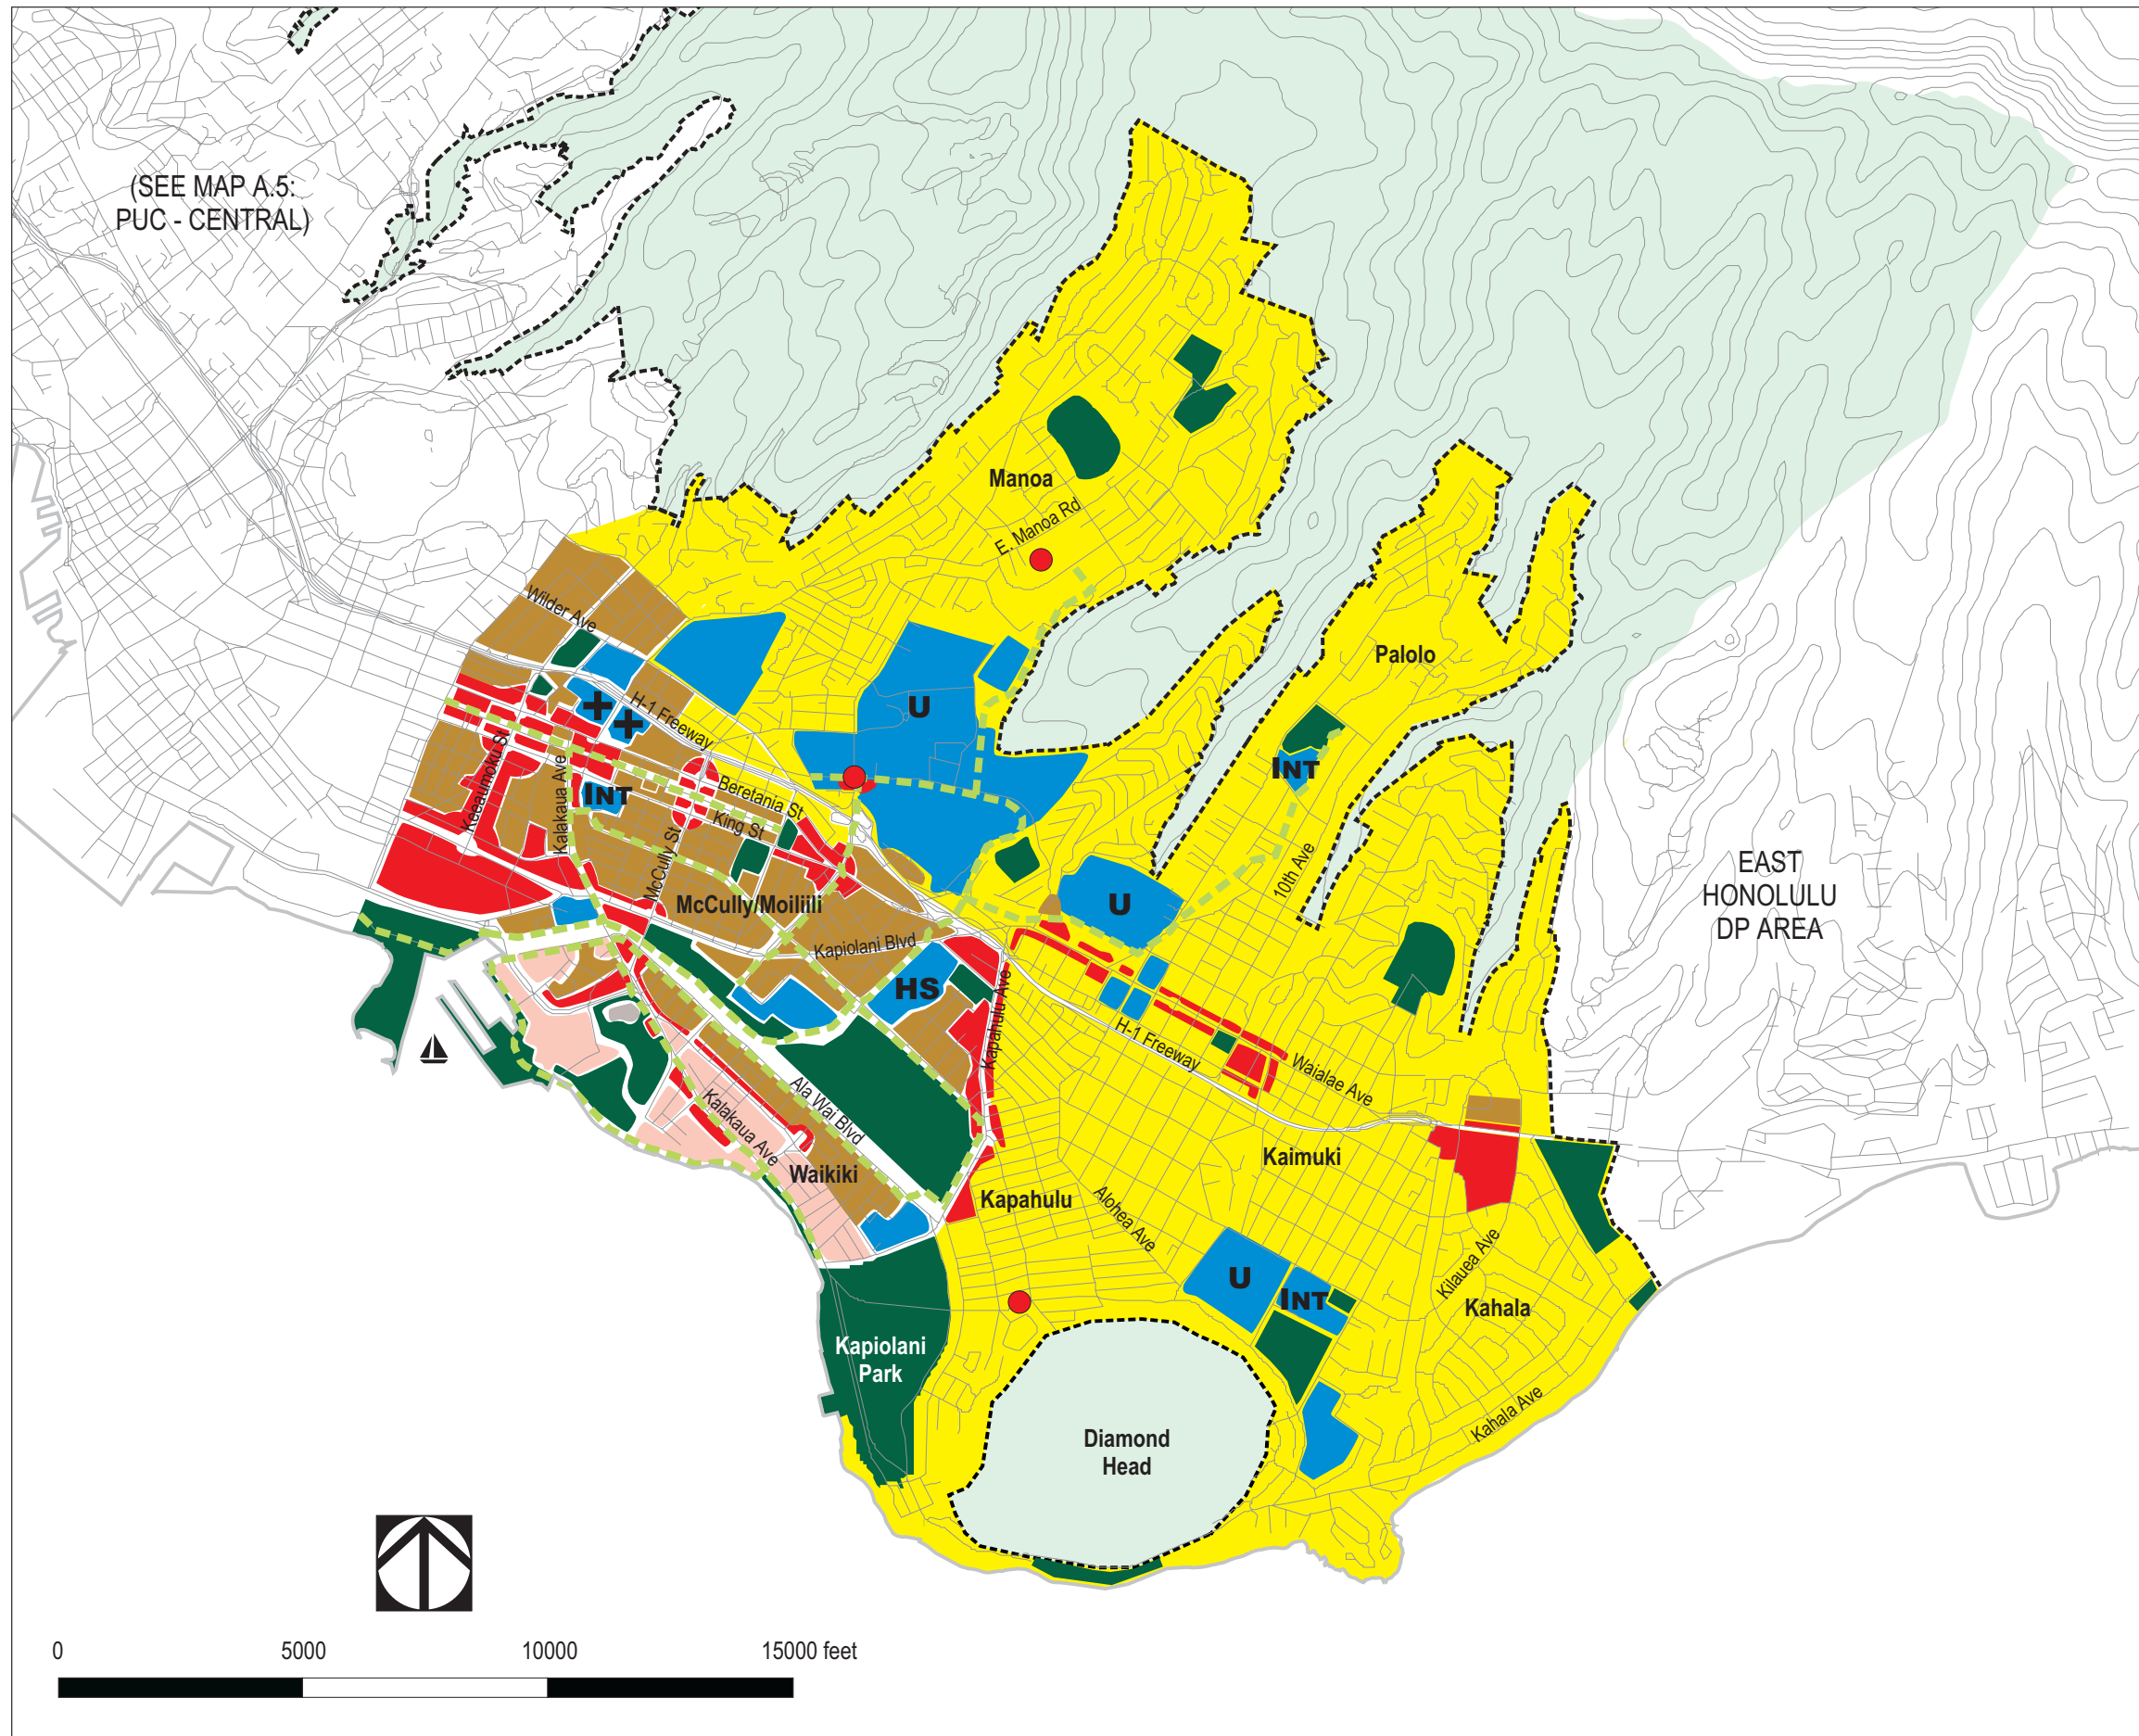 (SEE MAP A.5:
PUC - CENTRAL)
Manoa
E. Manoa Rd
Wilder Ave
Palolo
U
H-1 Freeway
INT
Keeaumoku St
Kalakaua Ave
INT
Beretania St
King St
McCully St
10th Ave
EAST
HONOLULU
DP AREA
McCully/Moiliili
U
Kapiolani Blvd
HS
Kapahulu Ave
H-1 Freeway
Waialae Ave
Ala Wai Blvd
Kalakaua Ave
Waikiki
Kaimuki
Kapahulu
Alohea Ave
Kilauea Ave
U
INT
Kahala
Kapiolani
Park
Kahala Ave
Diamond
Head
0
5000
10000
15000 feet